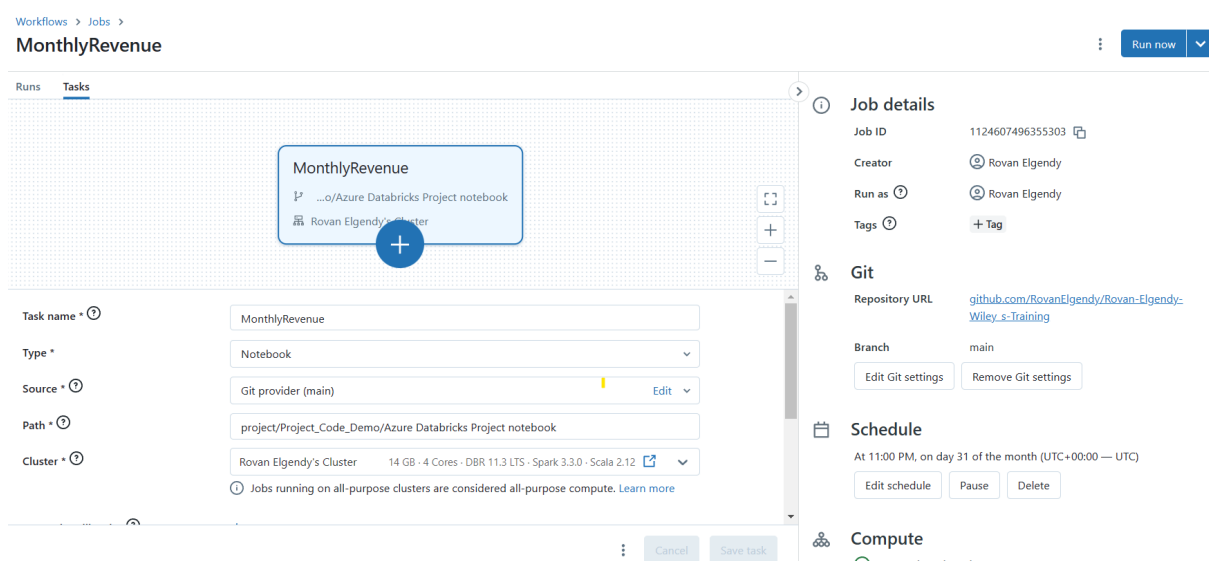 Workflows > Jobs >
MonthlyRevenue
Run now
Runs Tasks
MonthlyRevenue
...o/Azure Databricks Project notebook
Rovan Elgendy's Cluster
Task name * MonthlyRevenue
Type * Notebook
Source * Git provider (main) Edit
Path * project/Project_Code_Demo/Azure Databricks Project notebook
Cluster * Rovan Elgendy's Cluster 14 GB · 4 Cores · DBR 11.3 LTS · Spark 3.3.0 · Scala 2.12
Jobs running on all-purpose clusters are considered all-purpose compute. Learn more
Cancel Save task
Job details
Job ID 1124607496355303
Creator Rovan Elgendy
Run as Rovan Elgendy
Tags + Tag
Git
Repository URL github.com/RovanElgendy/Rovan-Elgendy-
Wiley_s-Training
Branch main
Edit Git settings Remove Git settings
Schedule
At 11:00 PM, on day 31 of the month (UTC+00:00 — UTC)
Edit schedule Pause Delete
Compute